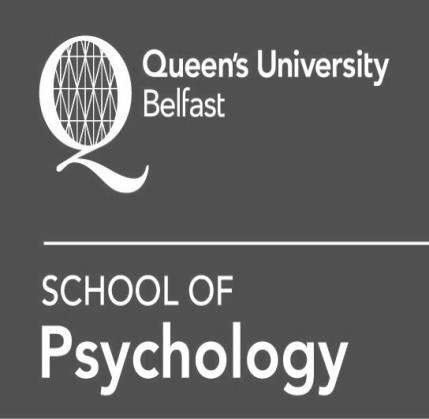 Queen's University
Belfast
SCHOOL OF
Psychology